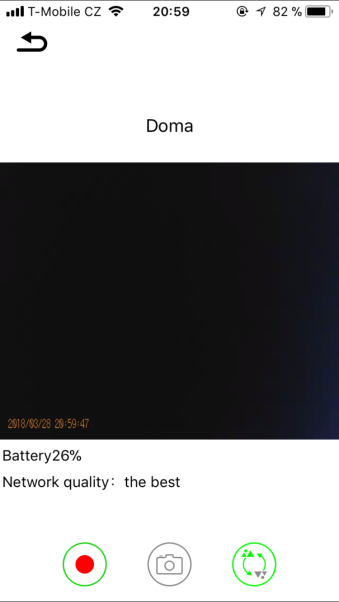 T-Mobile CZ 20:59 82 %
Doma
2018/03/28 20:59:47
Battery26%
Network quality：the best